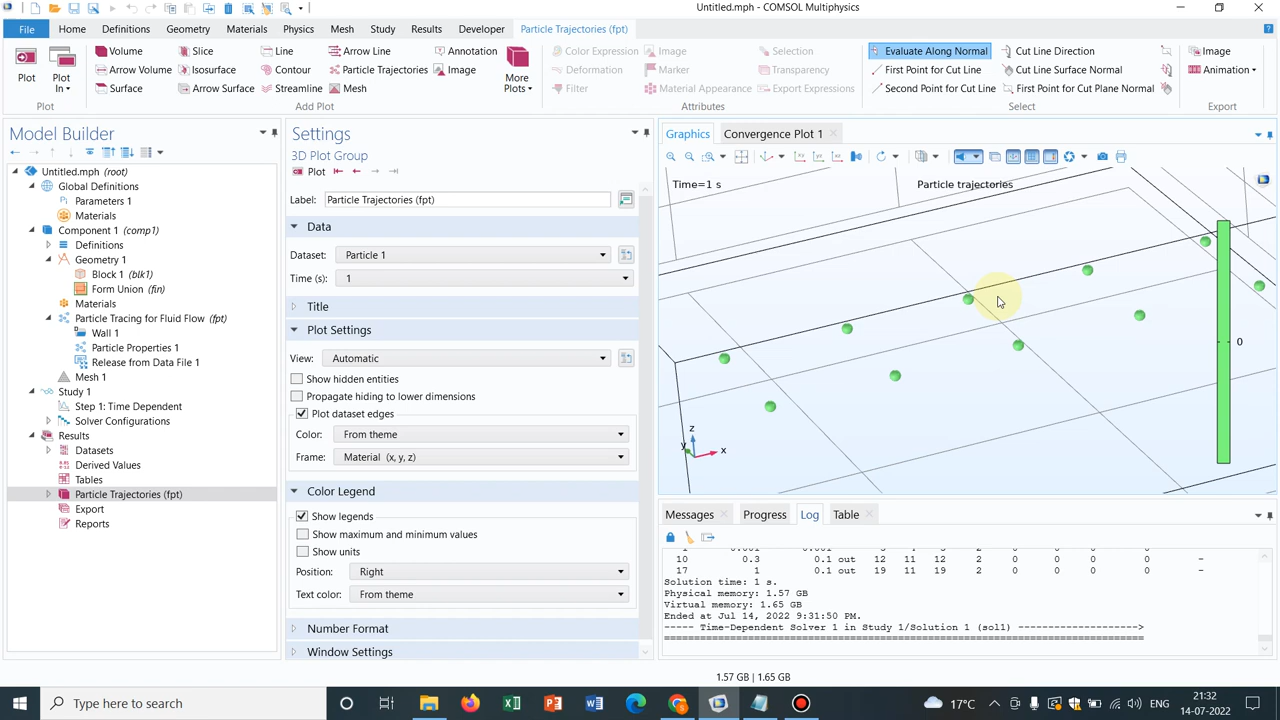 Untitled.mph - COMSOL Multiphysics
File Home Definitions Geometry Materials Physics Mesh Study Results Developer Particle Trajectories (fpt)
Volume Slice Line Arrow Line Annotation Color Expression Image Selection Evaluate Along Normal Cut Line Direction Image
Arrow Volume Isosurface Contour Particle Trajectories Image Deformation Marker Transparency First Point for Cut Line Cut Line Surface Normal Animation
Surface Arrow Surface Streamline Mesh Filter Material Appearance Export Expressions Second Point for Cut Line First Point for Cut Plane Normal
Plot
Plot In
More Plots
Plot Add Plot Attributes Select Export
Model Builder
Untitled.mph (root)
Global Definitions
Parameters 1
Materials
Component 1 (comp1)
Definitions
Geometry 1
Block 1 (blk1)
Form Union (fin)
Materials
Particle Tracing for Fluid Flow (fpt)
Wall 1
Particle Properties 1
Release from Data File 1
Mesh 1
Study 1
Step 1: Time Dependent
Solver Configurations
Results
Datasets
Derived Values
Tables
Particle Trajectories (fpt)
Export
Reports
Settings
3D Plot Group
Plot
Label: Particle Trajectories (fpt)
Data
Dataset: Particle 1
Time (s): 1
Title
Plot Settings
View: Automatic
Show hidden entities
Propagate hiding to lower dimensions
Plot dataset edges
Color: From theme
Frame: Material (x, y, z)
Color Legend
Show legends
Show maximum and minimum values
Show units
Position: Right
Text color: From theme
Number Format
Window Settings
Graphics Convergence Plot 1
Time=1 s Particle trajectories
0
z
y x
Messages Progress Log Table
10 0.3 0.1 out 12 11 12 2 0 0 0 0 -
17 1 0.1 out 19 11 19 2 0 0 0 0 -
Solution time: 1 s.
Physical memory: 1.57 GB
Virtual memory: 1.65 GB
Ended at Jul 14, 2022 9:31:50 PM.
----- Time-Dependent Solver 1 in Study 1/Solution 1 (sol1) -------------------->
1.57 GB | 1.65 GB
Type here to search
17°C
ENG
21:32
14-07-2022